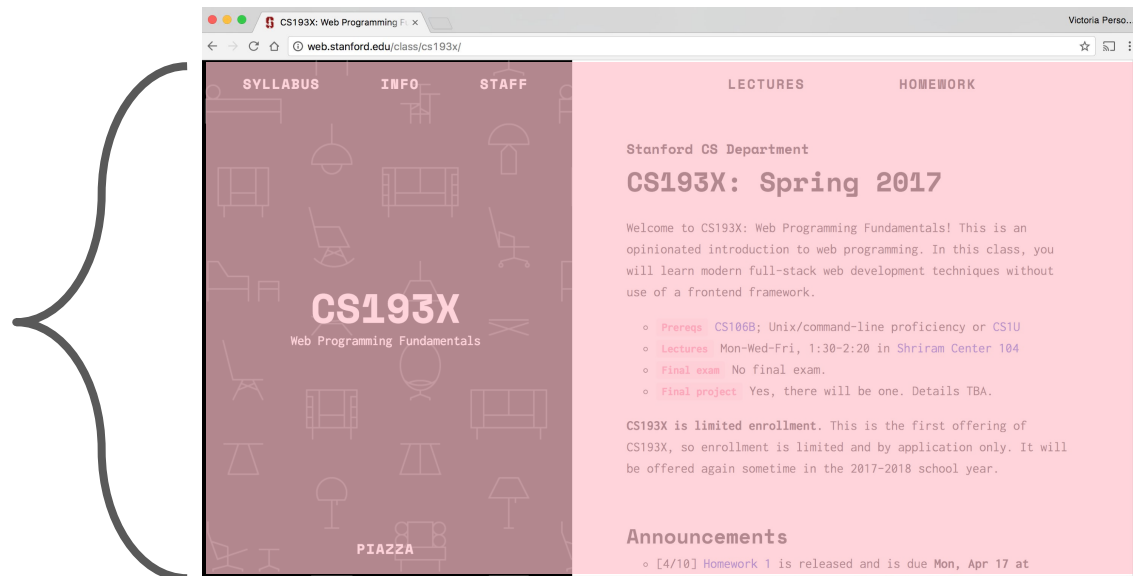 CS193X: Web Programming Fu
Victoria Perso...
web.stanford.edu/class/cs193x/
SYLLABUS INFO STAFF
LECTURES HOMEWORK
CS193X
Web Programming Fundamentals
PIAZZA
Stanford CS Department
CS193X: Spring 2017
Welcome to CS193X: Web Programming Fundamentals! This is an
opinionated introduction to web programming. In this class, you
will learn modern full-stack web development techniques without
use of a frontend framework.
Prereqs CS106B; Unix/command-line proficiency or CS1U
Lectures Mon-Wed-Fri, 1:30-2:20 in Shriram Center 104
Final exam No final exam.
Final project Yes, there will be one. Details TBA.
CS193X is limited enrollment. This is the first offering of
CS193X, so enrollment is limited and by application only. It will
be offered again sometime in the 2017-2018 school year.
Announcements
[4/10] Homework 1 is released and is due Mon, Apr 17 at